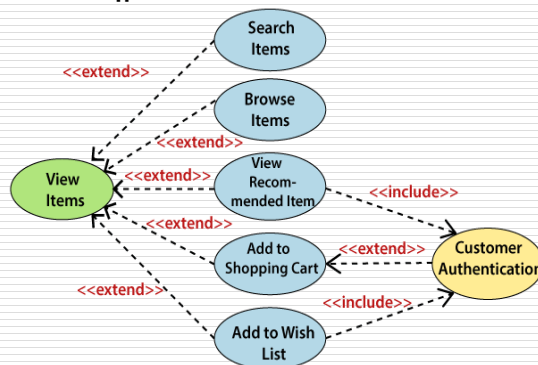 Search
Items
<<extend>>
Browse
Items
<<extend>>
View
Recom-
mended Item
<<extend>>
<<include>>
View
Items
<<extend>>
Add to
Shopping Cart
<<extend>>
Customer
Authentication
<<extend>>
<<include>>
Add to Wish
List